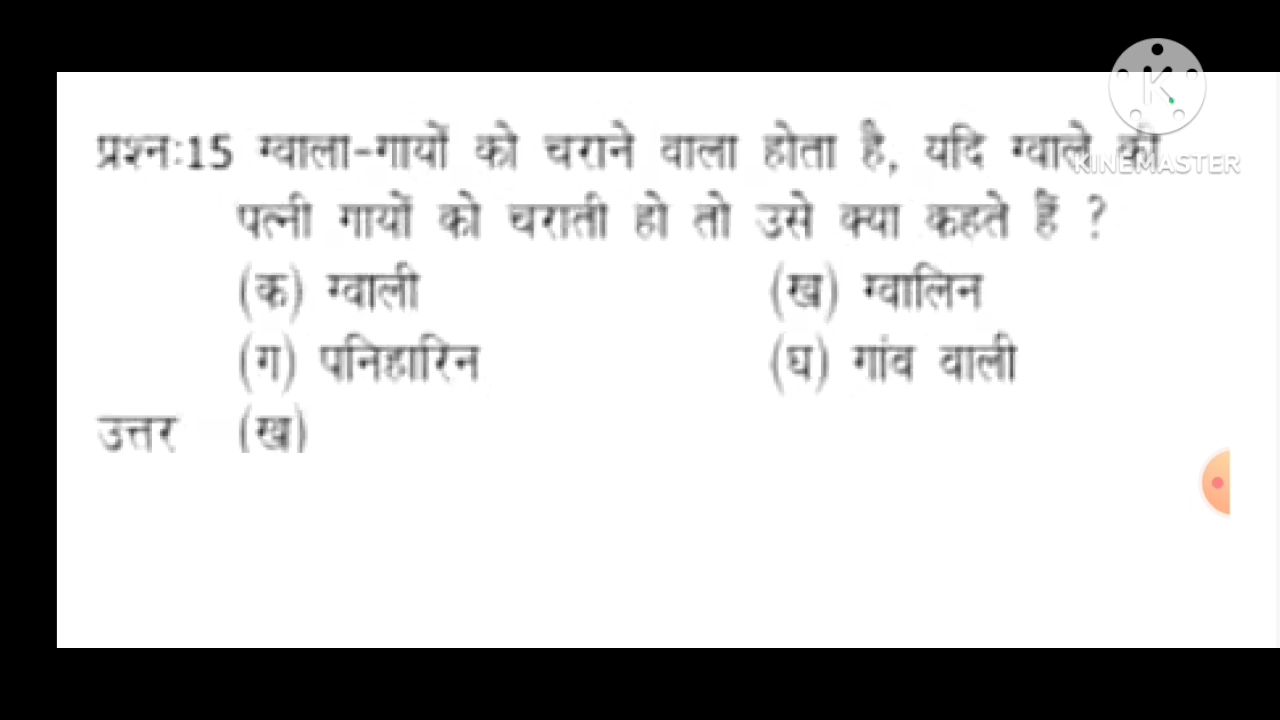 प्रश्न:15 ग्वाला-गायों को चराने वाला होता है, यदि ग्वाले की
KINEMASTER
पत्नी गायों को चराती हो तो उसे क्या कहते हैं ?
(क) ग्वाली (ख) ग्वालिन
(ग) पनिहारिन (घ) गांव वाली
उत्तर (ख)